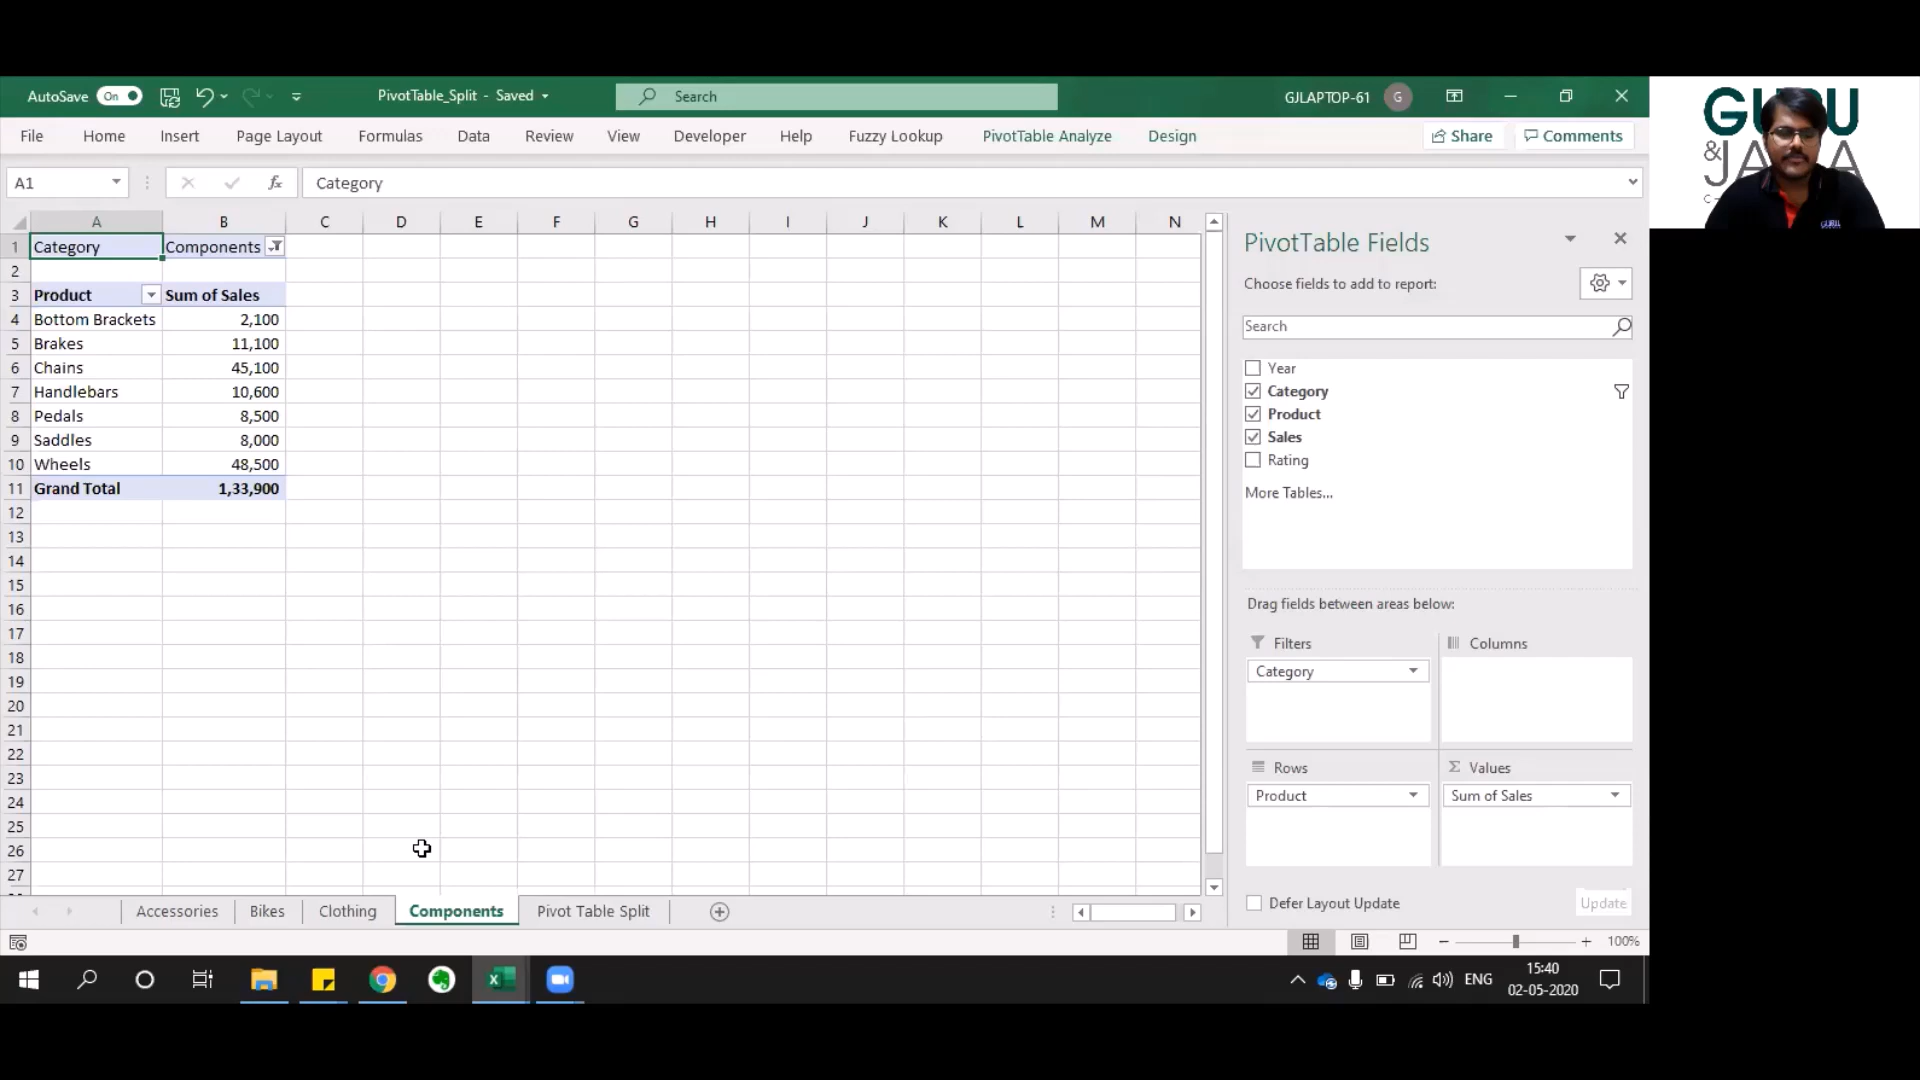 AutoSave On PivotTable_Split - Saved Search GJLAPTOP-61 G
File Home Insert Page Layout Formulas Data Review View Developer Help Fuzzy Lookup PivotTable Analyze Design Share Comments
A1 fx Category
A B C D E F G H I J K L M N
1 Category Components
2
3 Product Sum of Sales
4 Bottom Brackets 2,100
5 Brakes 11,100
6 Chains 45,100
7 Handlebars 10,600
8 Pedals 8,500
9 Saddles 8,000
10 Wheels 48,500
11 Grand Total 1,33,900
12
13
14
15
16
17
18
19
20
21
22
23
24
25
26
27
PivotTable Fields
Choose fields to add to report:
Search
Year
Category
Product
Sales
Rating
More Tables...
Drag fields between areas below:
Filters Columns
Category
Rows Σ Values
Product Sum of Sales
Defer Layout Update Update
Accessories Bikes Clothing Components Pivot Table Split
100%
ENG 15:40
02-05-2020